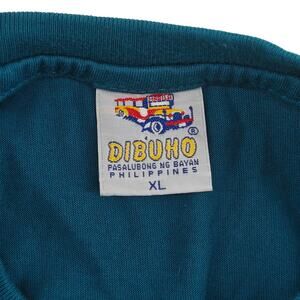 DIBUHO
®
PASALUBONG NG BAYAN
PHILIPPINES
XL